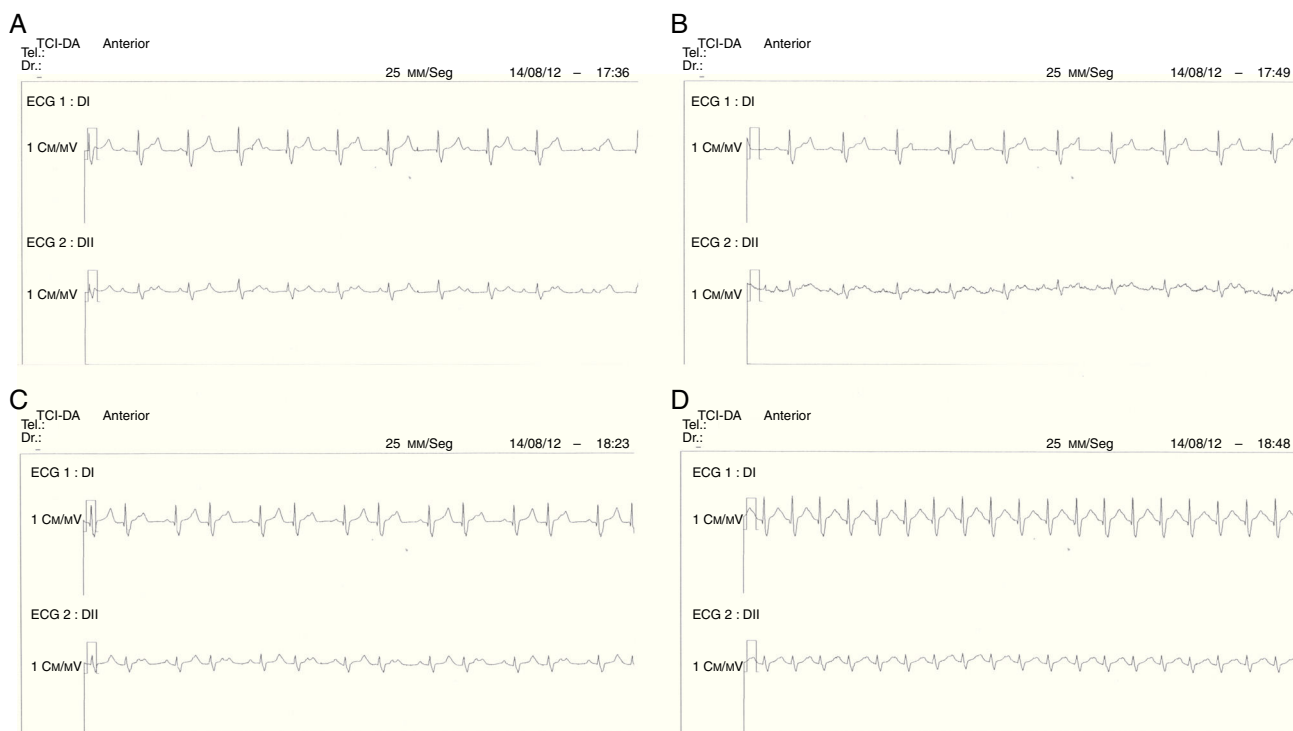 A
TCI-DA Anterior
Tel.:
Dr.:
25 MM/Seg 14/08/12 – 17:36
ECG 1 : DI
1 CM/MV
ECG 2 : DII
1 CM/MV
B
TCI-DA Anterior
Tel.:
Dr.:
25 MM/Seg 14/08/12 – 17:49
ECG 1 : DI
1 CM/MV
ECG 2 : DII
1 CM/MV
C
TCI-DA Anterior
Tel.:
Dr.:
25 MM/Seg 14/08/12 – 18:23
ECG 1 : DI
1 CM/MV
ECG 2 : DII
1 CM/MV
D
TCI-DA Anterior
Tel.:
Dr.:
25 MM/Seg 14/08/12 – 18:48
ECG 1 : DI
1 CM/MV
ECG 2 : DII
1 CM/MV